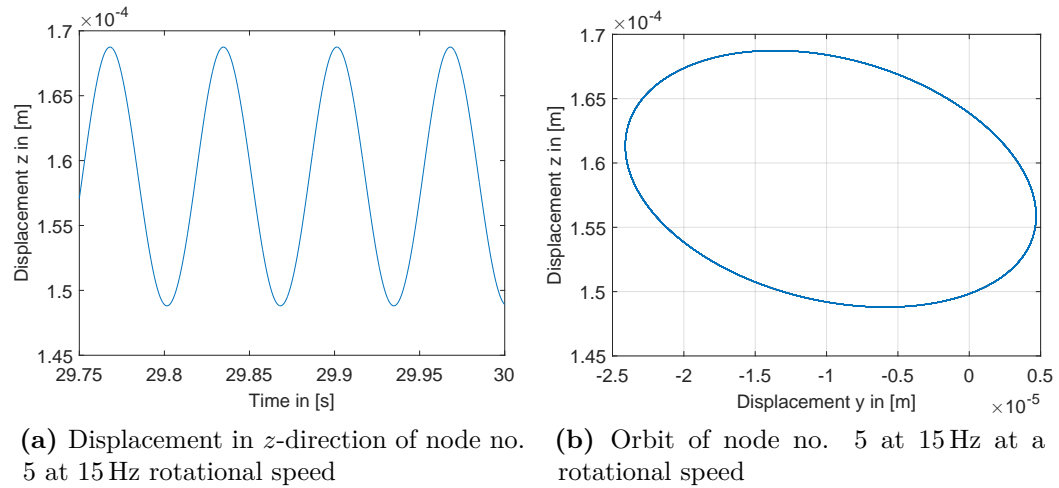 ×10⁻⁴
1.7
1.65
1.6
1.55
1.5
1.45
Displacement z in [m]
29.75 29.8 29.85 29.9 29.95 30
Time in [s]
×10⁻⁴
1.7
1.65
1.6
1.55
1.5
1.45
Displacement z in [m]
-2.5 -2 -1.5 -1 -0.5 0 0.5
Displacement y in [m]
×10⁻⁵
(a) Displacement in z-direction of node no.
5 at 15 Hz rotational speed
(b) Orbit of node no. 5 at 15 Hz at a
rotational speed